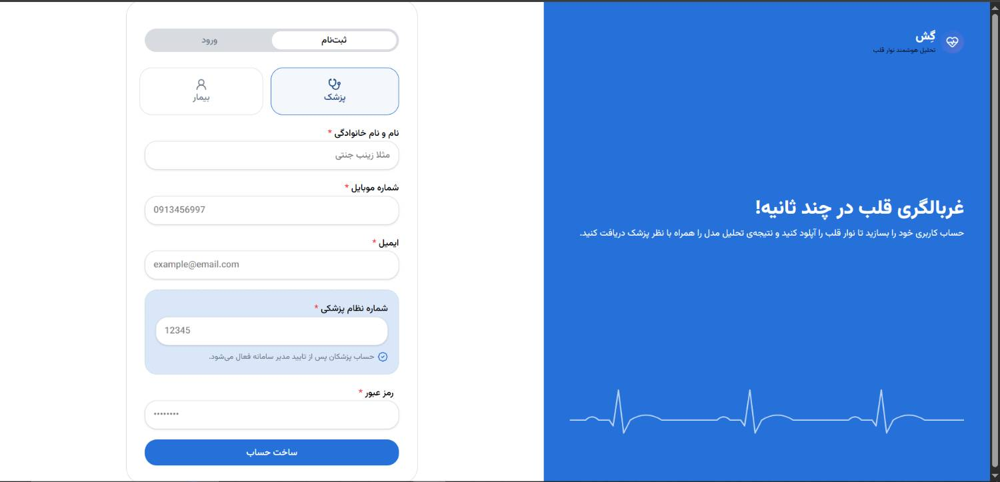 گِش
تحلیل هوشمند نوار قلب
غربالگری قلب در چند ثانیه!
حساب کاربری خود را بسازید تا نوار قلب را آپلود کنید و نتیجه‌ی تحلیل مدل را همراه با نظر پزشک دریافت کنید.
ثبت‌نام
ورود
پزشک
بیمار
نام و نام خانوادگی *
مثلا زینب جنتی
شماره موبایل *
0913456997
ایمیل *
example@email.com
شماره نظام پزشکی *
12345
حساب پزشکان پس از تایید مدیر سامانه فعال می‌شود.
رمز عبور *
••••••••
ساخت حساب